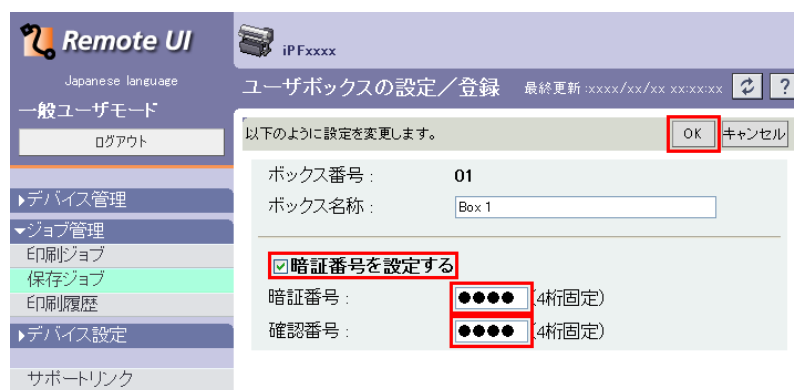 Remote UI
Japanese language
一般ユーザモード
ログアウト
▶デバイス管理
▼ジョブ管理
印刷ジョブ
保存ジョブ
印刷履歴
▶デバイス設定
サポートリンク
iPFxxxx
ユーザボックスの設定/登録 最終更新:xxxx/xx/xx xx:xx:xx ?
以下のように設定を変更します。 OK キャンセル
ボックス番号: 01
ボックス名称: Box 1
暗証番号を設定する
暗証番号: ●●●● (4桁固定)
確認番号: ●●●● (4桁固定)